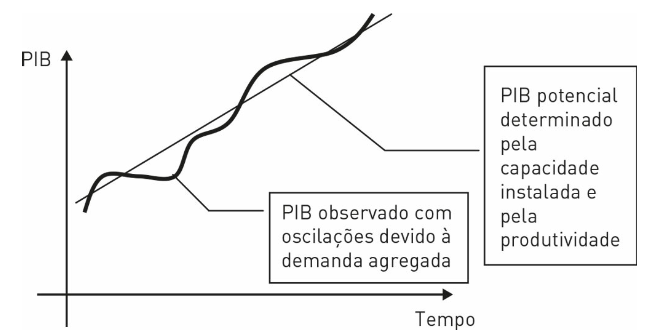 PIB
PIB potencial
determinado
pela
capacidade
instalada e
pela
produtividade
PIB observado com
oscilações devido à
demanda agregada
Tempo